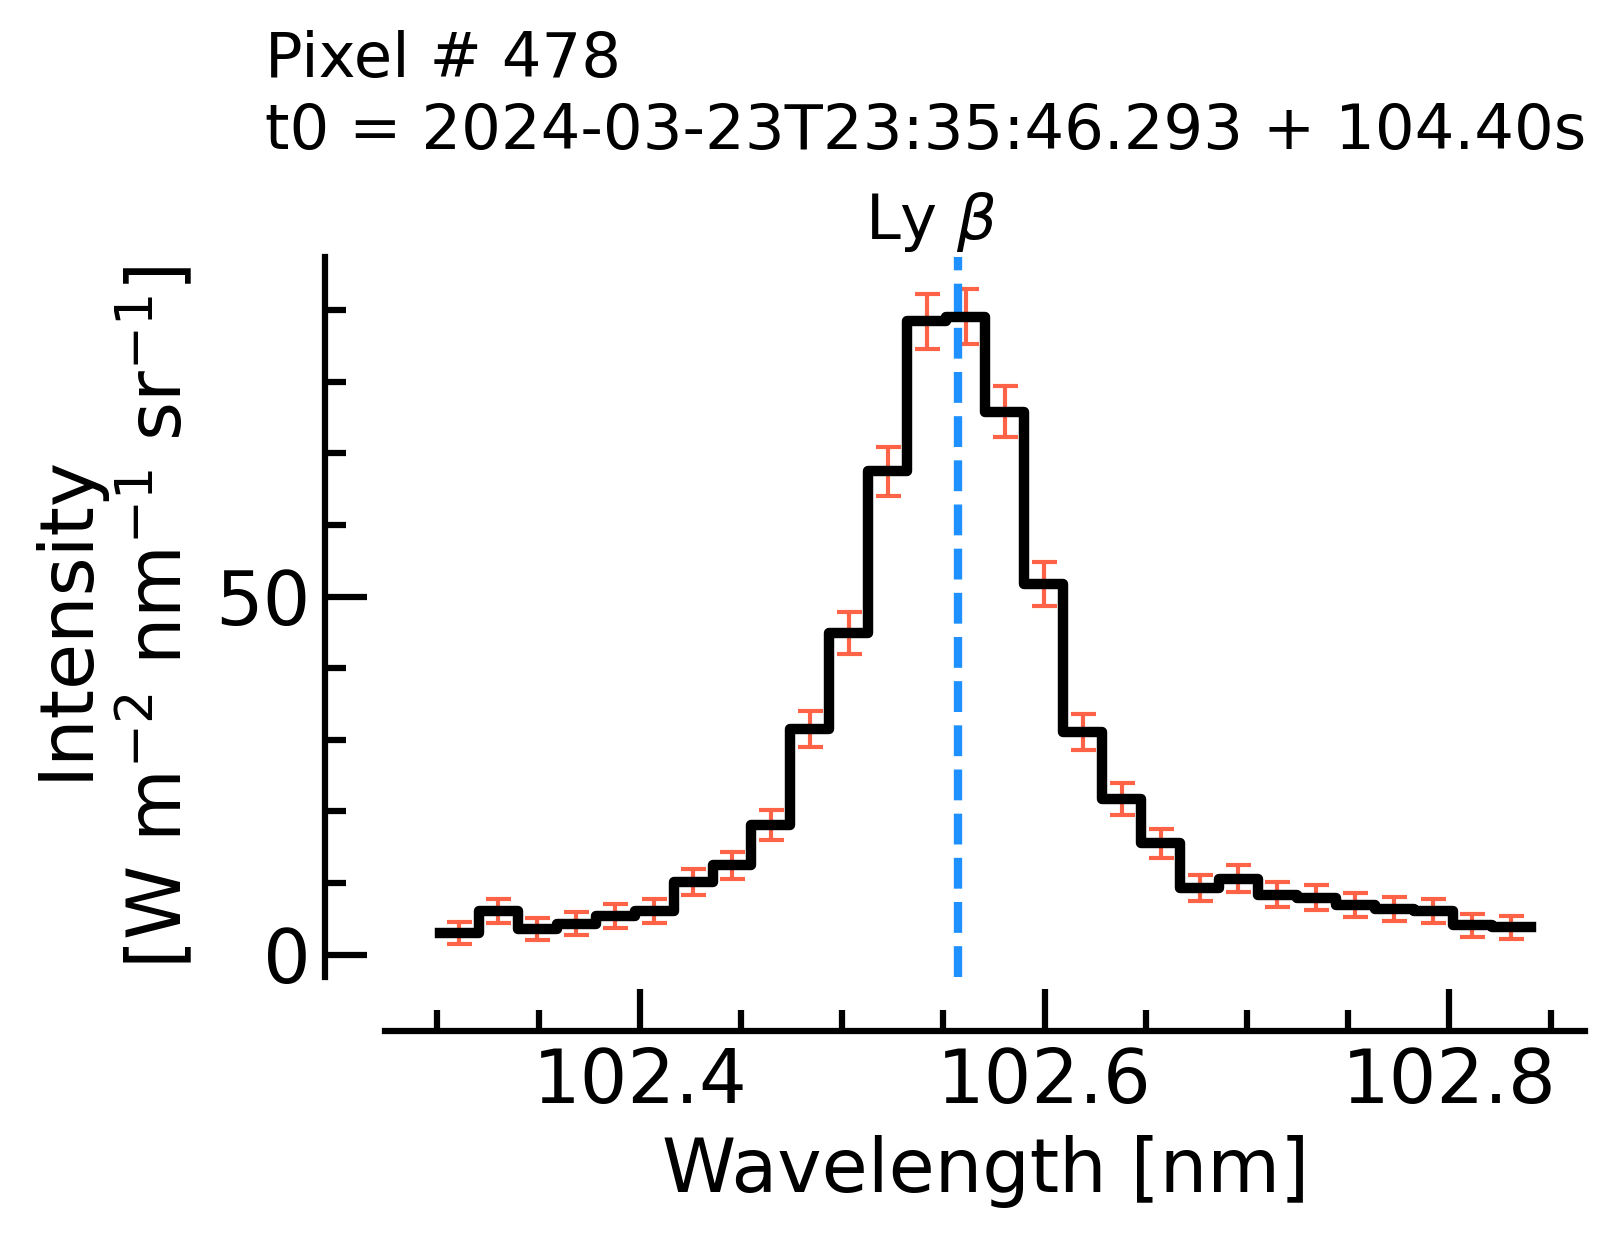 Pixel # 478
t0 = 2024-03-23T23:35:46.293 + 104.40s
Ly β
Intensity
[W m⁻² nm⁻¹ sr⁻¹]
50
0
102.4 102.6 102.8
Wavelength [nm]